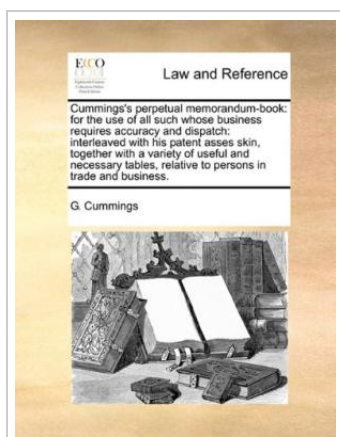 ECCO
Law and Reference
Cummings's perpetual memorandum-book:
for the use of all such whose business
requires accuracy and dispatch:
interleaved with his patent asses skin,
together with a variety of useful and
necessary tables, relative to persons in
trade and business.
G. Cummings